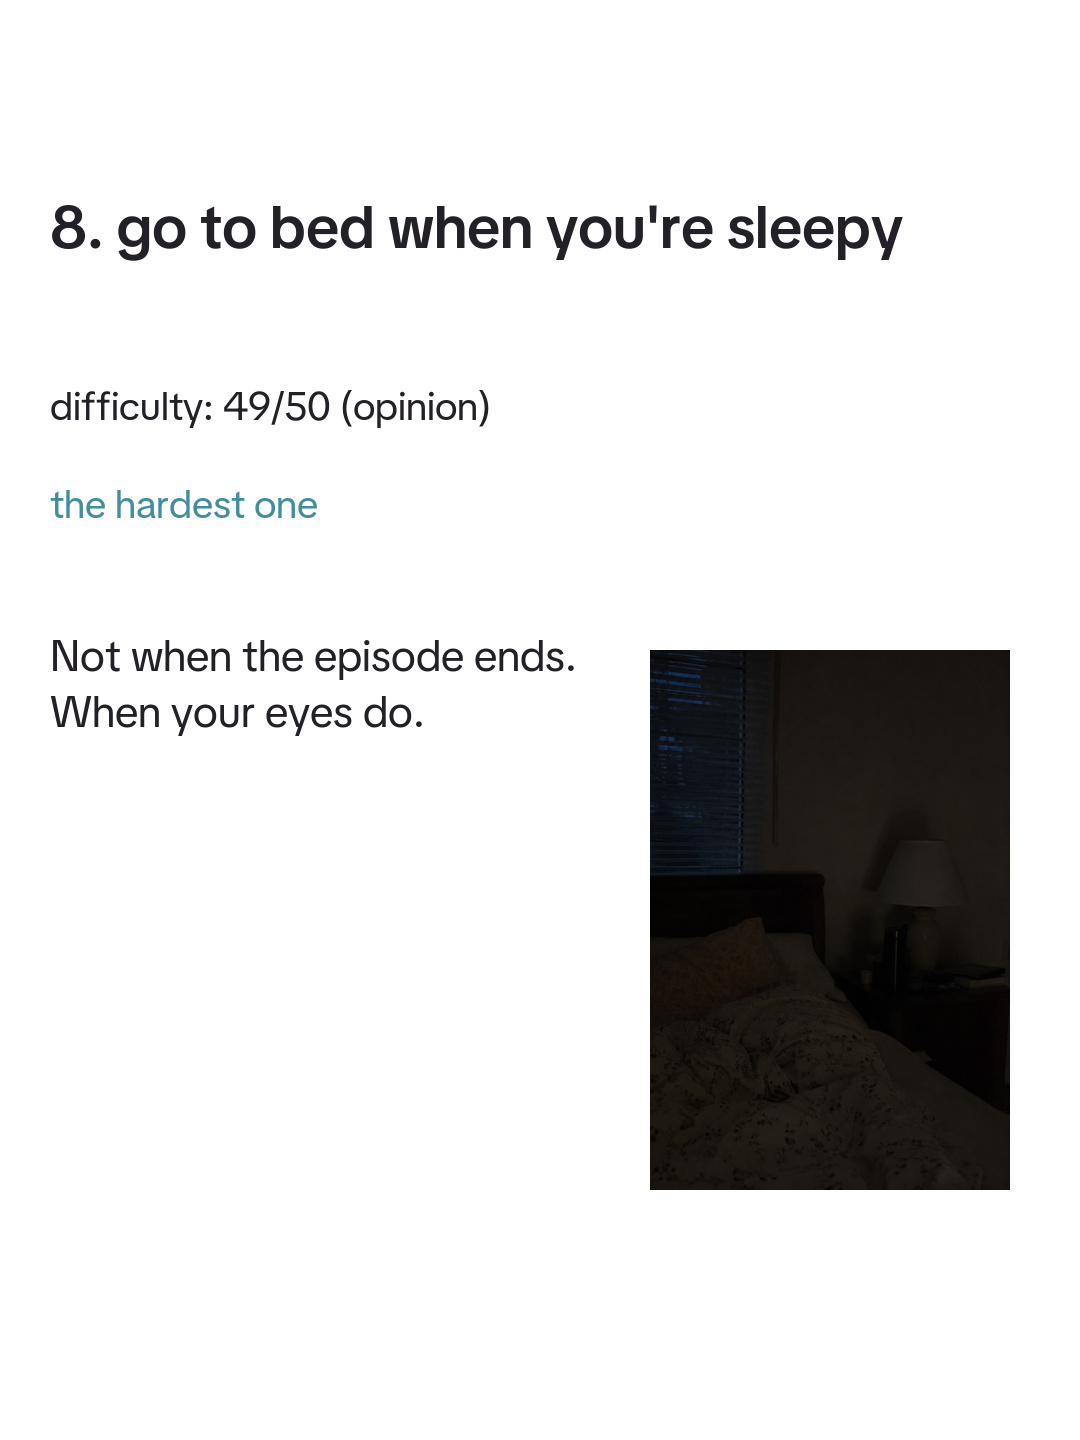 8. go to bed when you're sleepy
difficulty: 49/50 (opinion)
the hardest one
Not when the episode ends.
When your eyes do.